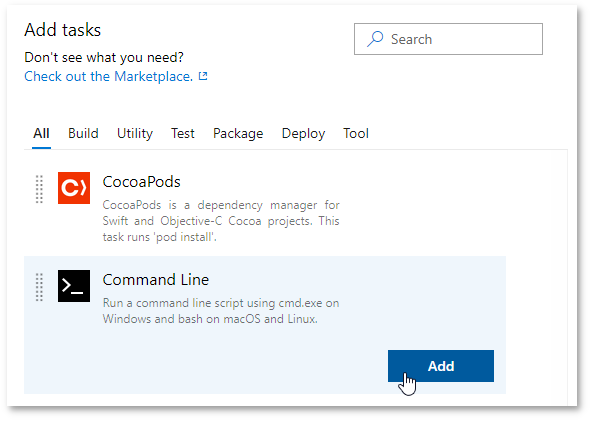 Add tasks
Search
Don't see what you need?
Check out the Marketplace.
All Build Utility Test Package Deploy Tool
CocoaPods
CocoaPods is a dependency manager for
Swift and Objective-C Cocoa projects. This
task runs 'pod install'.
Command Line
Run a command line script using cmd.exe on
Windows and bash on macOS and Linux.
Add